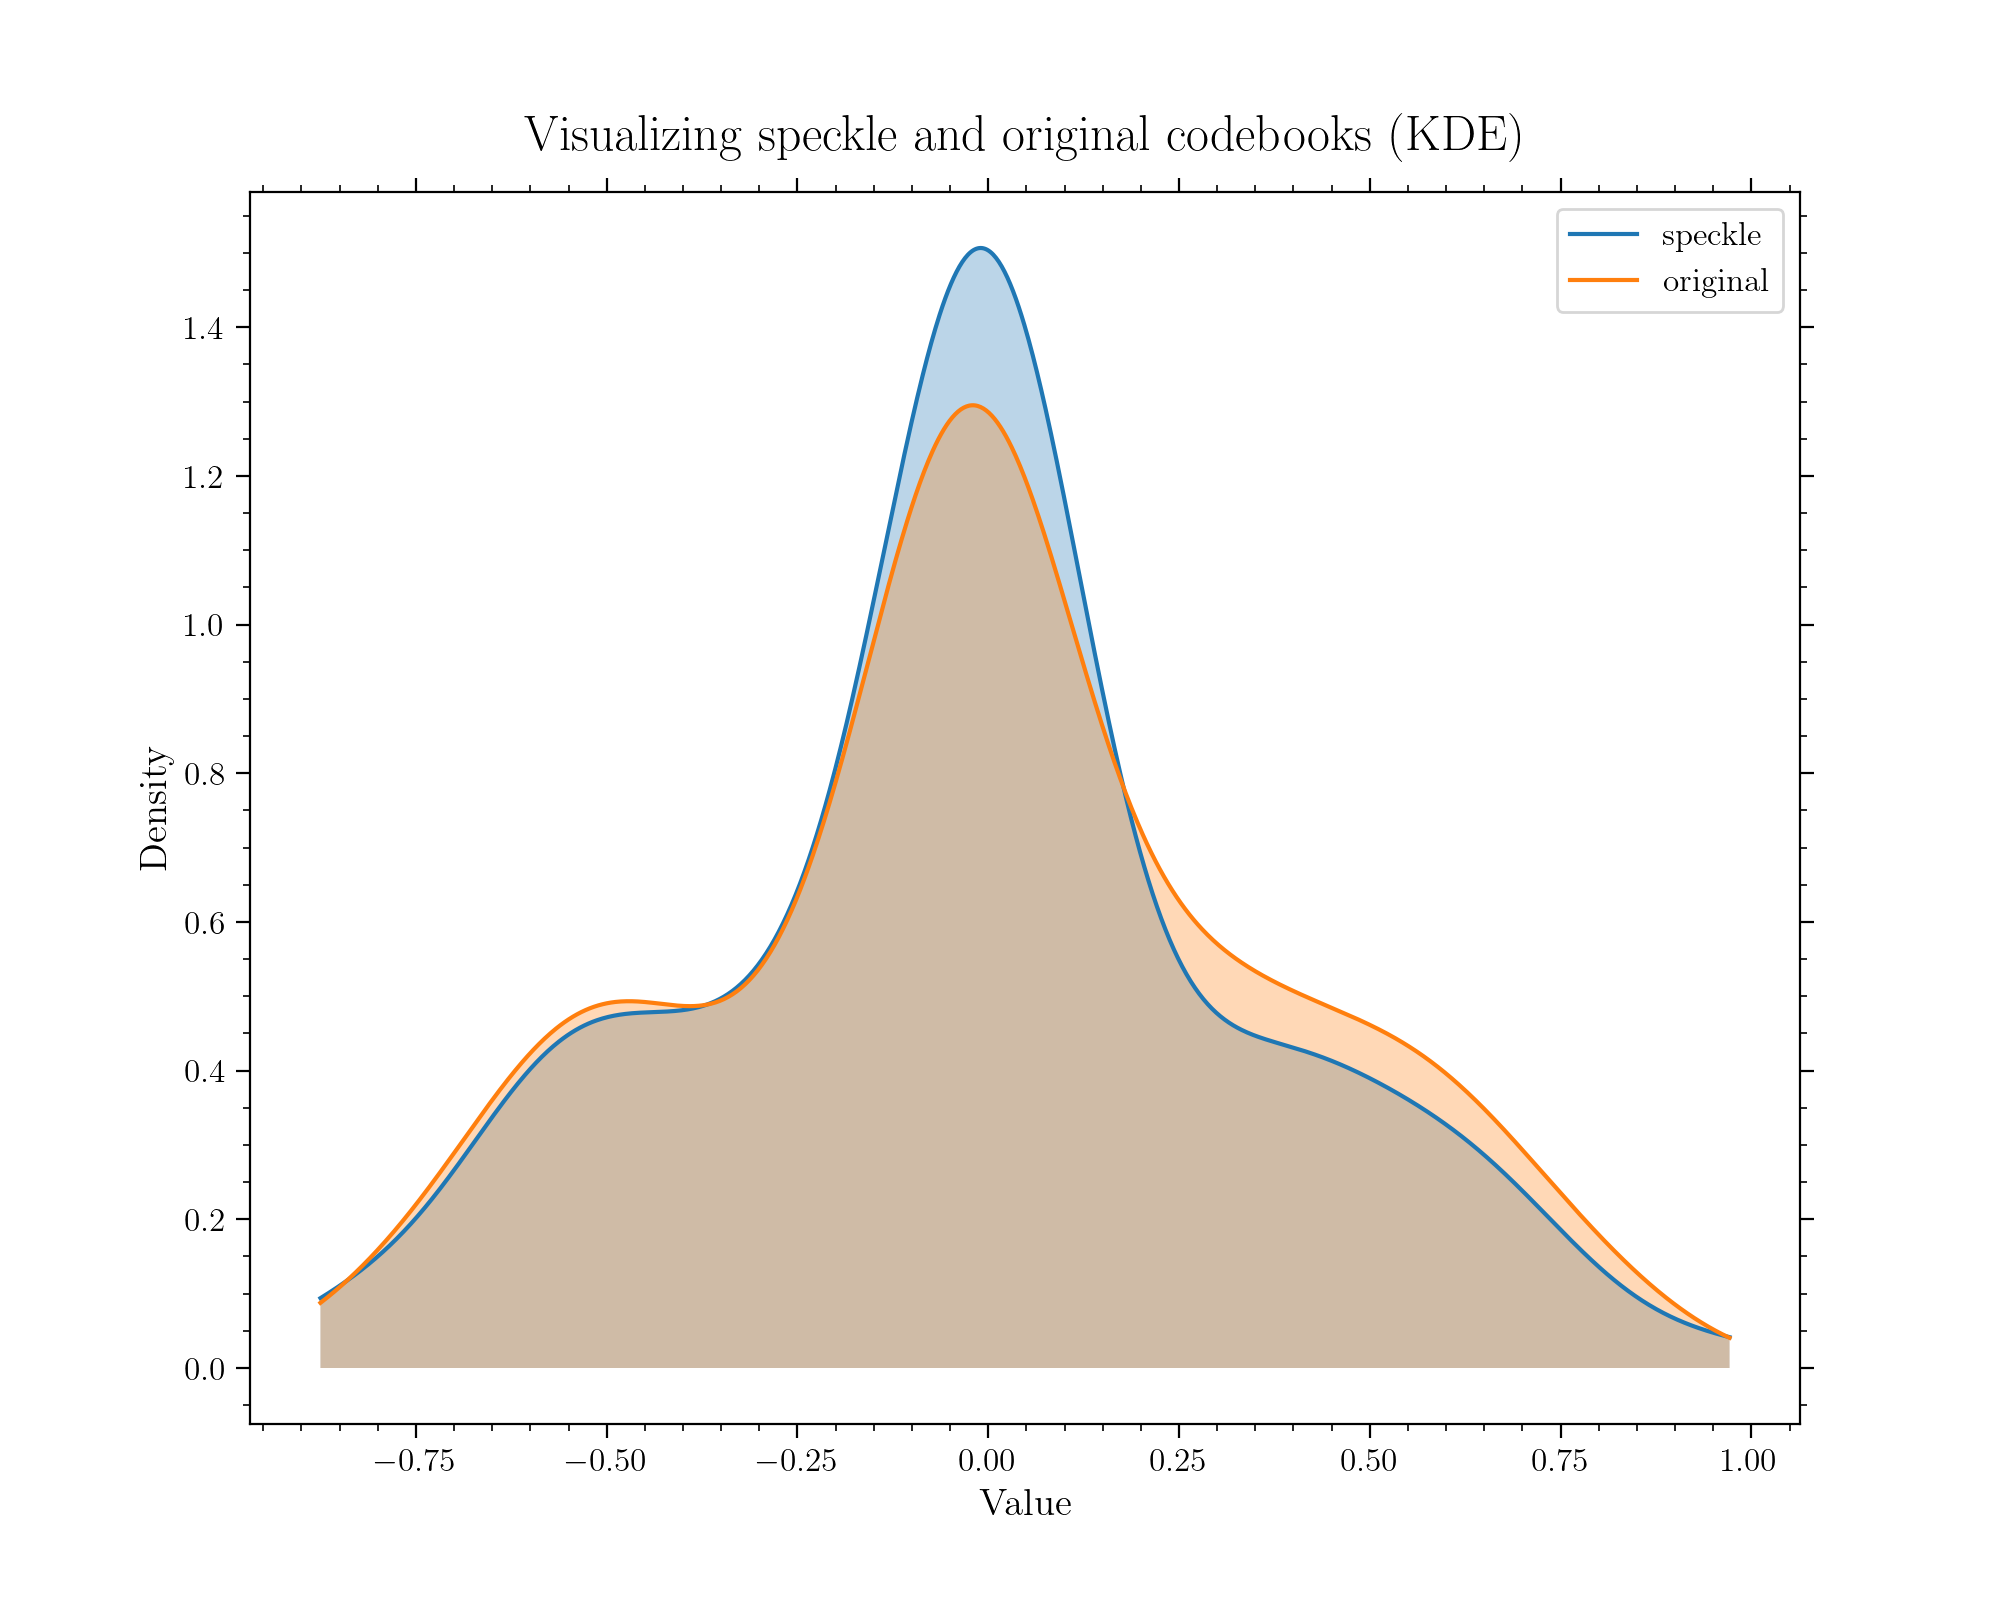 Visualizing speckle and original codebooks (KDE)
speckle
original
1.4
1.2
1.0
0.8
0.6
0.4
0.2
0.0
Density
−0.75 −0.50 −0.25 0.00 0.25 0.50 0.75 1.00
Value